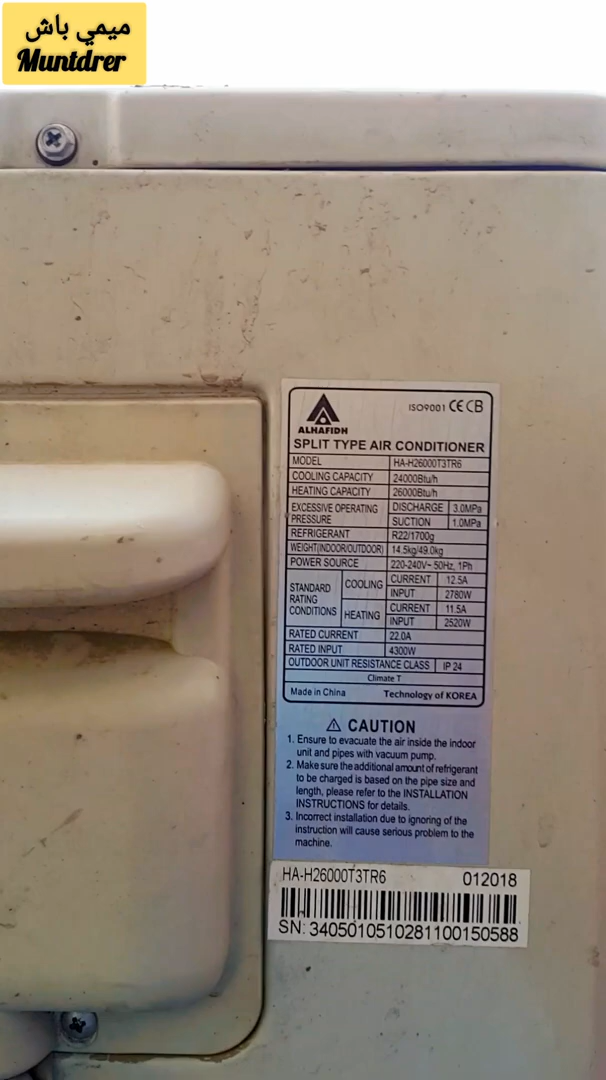 ميمي باش
Muntdrer
ISO9001 CE CB
ALHAFIDH
SPLIT TYPE AIR CONDITIONER
MODEL HA-H26000T3TR6
COOLING CAPACITY 24000Btu/h
HEATING CAPACITY 26000Btu/h
EXCESSIVE OPERATING PRESSURE DISCHARGE 3.0MPa
SUCTION 1.0MPa
REFRIGERANT R22/1700g
WEIGHT(INDOOR/OUTDOOR) 14.5kg/49.0kg
POWER SOURCE 220-240V~ 50Hz, 1Ph
STANDARD RATING CONDITIONS COOLING CURRENT 12.5A
INPUT 2780W
HEATING CURRENT 11.5A
INPUT 2520W
RATED CURRENT 22.0A
RATED INPUT 4300W
OUTDOOR UNIT RESISTANCE CLASS IP 24
Climate T
Made in China Technology of KOREA
CAUTION
1. Ensure to evacuate the air inside the indoor
unit and pipes with vacuum pump.
2. Make sure the additional amount of refrigerant
to be charged is based on the pipe size and
length, please refer to the INSTALLATION
INSTRUCTIONS for details.
3. Incorrect installation due to ignoring of the
instruction will cause serious problem to the
machine.
HA-H26000T3TR6 012018
SN: 3405010510281100150588